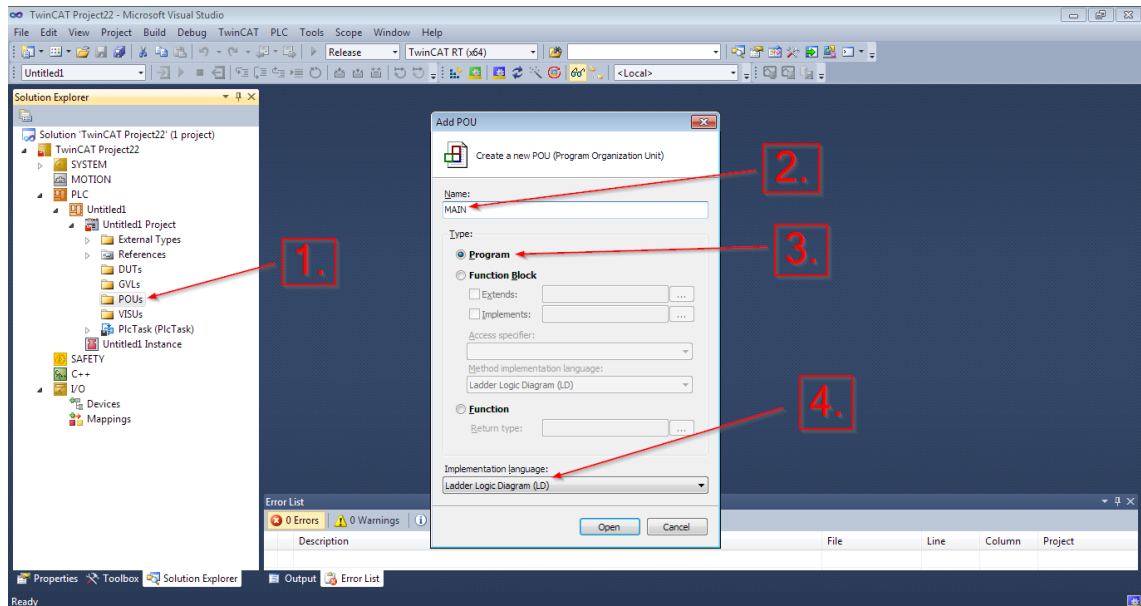 TwinCAT Project22 - Microsoft Visual Studio
File Edit View Project Build Debug TwinCAT PLC Tools Scope Window Help
Release TwinCAT RT (x64)
Untitled1 <Local>
Solution Explorer
Solution 'TwinCAT Project22' (1 project)
TwinCAT Project22
SYSTEM
MOTION
PLC
Untitled1
Untitled1 Project
External Types
References
DUTs
GVLs
POUs
VISUs
PlcTask (PlcTask)
Untitled1 Instance
SAFETY
C++
I/O
Devices
Mappings
1.
Add POU
Create a new POU (Program Organization Unit)
Name:
MAIN
2.
Type:
Program
3.
Function Block
Extends: ...
Implements: ...
Access specifier:
Method implementation language:
Ladder Logic Diagram (LD)
Function
Return type: ...
4.
Implementation language:
Ladder Logic Diagram (LD)
Open Cancel
Error List
0 Errors 0 Warnings
Description File Line Column Project
Properties Toolbox Solution Explorer Output Error List
Ready